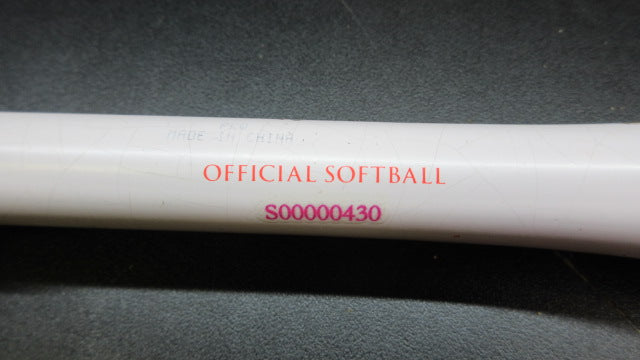 MADE IN CHINA
OFFICIAL SOFTBALL
S00000430